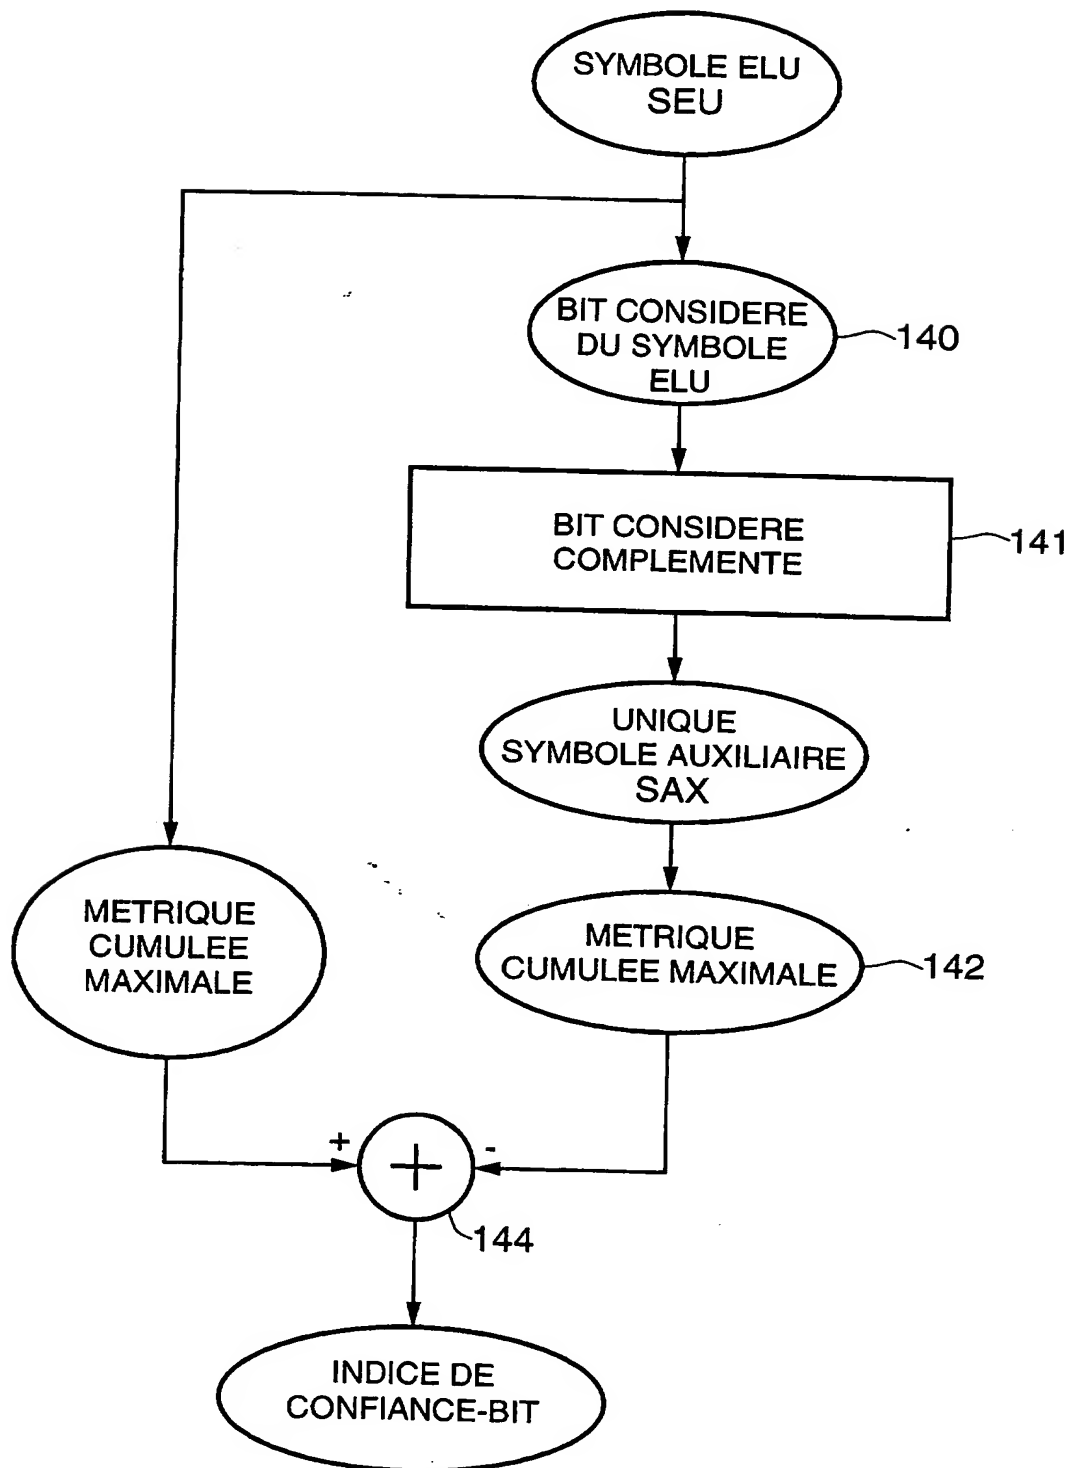 SYMBOLE ELU
SEU
BIT CONSIDERE
DU SYMBOLE
ELU
140
BIT CONSIDERE
COMPLEMENTE
141
UNIQUE
SYMBOLE AUXILIAIRE
SAX
METRIQUE
CUMULEE
MAXIMALE
METRIQUE
CUMULEE MAXIMALE
142
+
-
+
144
INDICE DE
CONFIANCE-BIT